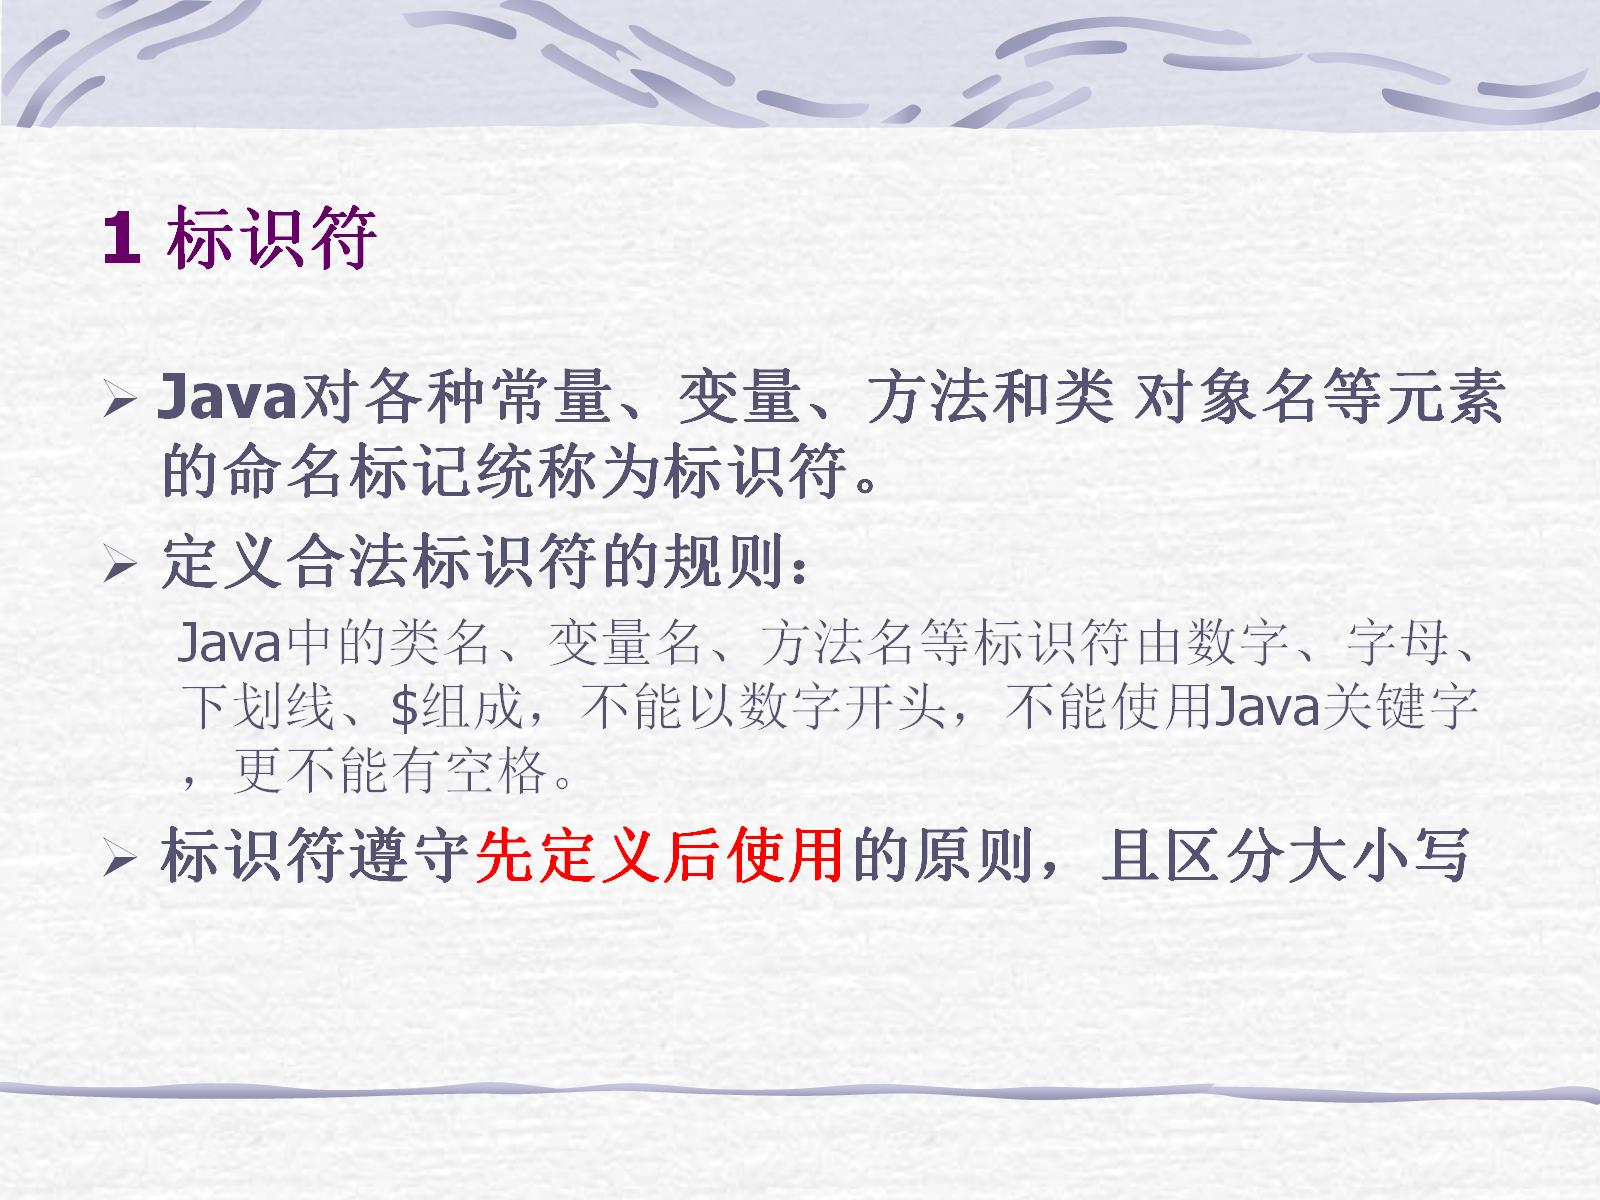 1 标识符
Java对各种常量、变量、方法和类 对象名等元素
的命名标记统称为标识符。
定义合法标识符的规则：
Java中的类名、变量名、方法名等标识符由数字、字母、
下划线、$组成，不能以数字开头，不能使用Java关键字
，更不能有空格。
标识符遵守先定义后使用的原则，且区分大小写